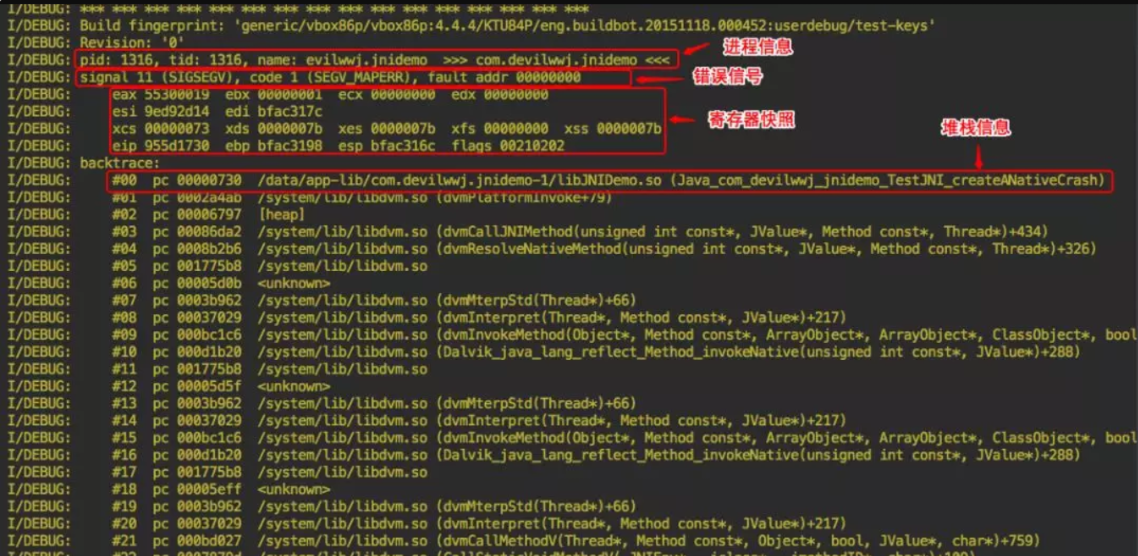 I/DEBUG: *** *** *** *** *** *** *** *** *** *** *** *** *** *** *** ***
I/DEBUG: Build fingerprint: 'generic/vbox86p/vbox86p:4.4.4/KTU84P/eng.buildbot.20151118.000452:userdebug/test-keys'
I/DEBUG: Revision: '0'
I/DEBUG: pid: 1316, tid: 1316, name: evilwwj.jnidemo >>> com.devilwwj.jnidemo <<<
进程信息
I/DEBUG: signal 11 (SIGSEGV), code 1 (SEGV_MAPERR), fault addr 00000000
错误信号
I/DEBUG: eax 55300019 ebx 00000001 ecx 00000000 edx 00000000
I/DEBUG: esi 9ed92d14 edi bfac317c
I/DEBUG: xcs 00000073 xds 0000007b xes 0000007b xfs 00000000 xss 0000007b
寄存器快照
堆栈信息
I/DEBUG: eip 955d1730 ebp bfac3198 esp bfac316c flags 00210202
I/DEBUG: backtrace:
I/DEBUG: #00 pc 00000730 /data/app-lib/com.devilwwj.jnidemo-1/libJNIDemo.so (Java_com_devilwwj_jnidemo_TestJNI_createANativeCrash)
I/DEBUG: #01 pc 0002a4ab /system/lib/libdvm.so (dvmPlatformInvoke+79)
I/DEBUG: #02 pc 00006797 [heap]
I/DEBUG: #03 pc 00086da2 /system/lib/libdvm.so (dvmCallJNIMethod(unsigned int const*, JValue*, Method const*, Thread*)+434)
I/DEBUG: #04 pc 0008b2b6 /system/lib/libdvm.so (dvmResolveNativeMethod(unsigned int const*, JValue*, Method const*, Thread*)+326)
I/DEBUG: #05 pc 001775b8 /system/lib/libdvm.so
I/DEBUG: #06 pc 00005d0b <unknown>
I/DEBUG: #07 pc 0003b962 /system/lib/libdvm.so (dvmMterpStd(Thread*)+66)
I/DEBUG: #08 pc 00037029 /system/lib/libdvm.so (dvmInterpret(Thread*, Method const*, JValue*)+217)
I/DEBUG: #09 pc 000bc1c6 /system/lib/libdvm.so (dvmInvokeMethod(Object*, Method const*, ArrayObject*, ArrayObject*, ClassObject*, bool
I/DEBUG: #10 pc 000d1b20 /system/lib/libdvm.so (Dalvik_java_lang_reflect_Method_invokeNative(unsigned int const*, JValue*)+288)
I/DEBUG: #11 pc 001775b8 /system/lib/libdvm.so
I/DEBUG: #12 pc 00005d5f <unknown>
I/DEBUG: #13 pc 0003b962 /system/lib/libdvm.so (dvmMterpStd(Thread*)+66)
I/DEBUG: #14 pc 00037029 /system/lib/libdvm.so (dvmInterpret(Thread*, Method const*, JValue*)+217)
I/DEBUG: #15 pc 000bc1c6 /system/lib/libdvm.so (dvmInvokeMethod(Object*, Method const*, ArrayObject*, ArrayObject*, ClassObject*, bool
I/DEBUG: #16 pc 000d1b20 /system/lib/libdvm.so (Dalvik_java_lang_reflect_Method_invokeNative(unsigned int const*, JValue*)+288)
I/DEBUG: #17 pc 001775b8 /system/lib/libdvm.so
I/DEBUG: #18 pc 00005eff <unknown>
I/DEBUG: #19 pc 0003b962 /system/lib/libdvm.so (dvmMterpStd(Thread*)+66)
I/DEBUG: #20 pc 00037029 /system/lib/libdvm.so (dvmInterpret(Thread*, Method const*, JValue*)+217)
I/DEBUG: #21 pc 000bd027 /system/lib/libdvm.so (dvmCallMethodV(Thread*, Method const*, Object*, bool, JValue*, char*)+759)